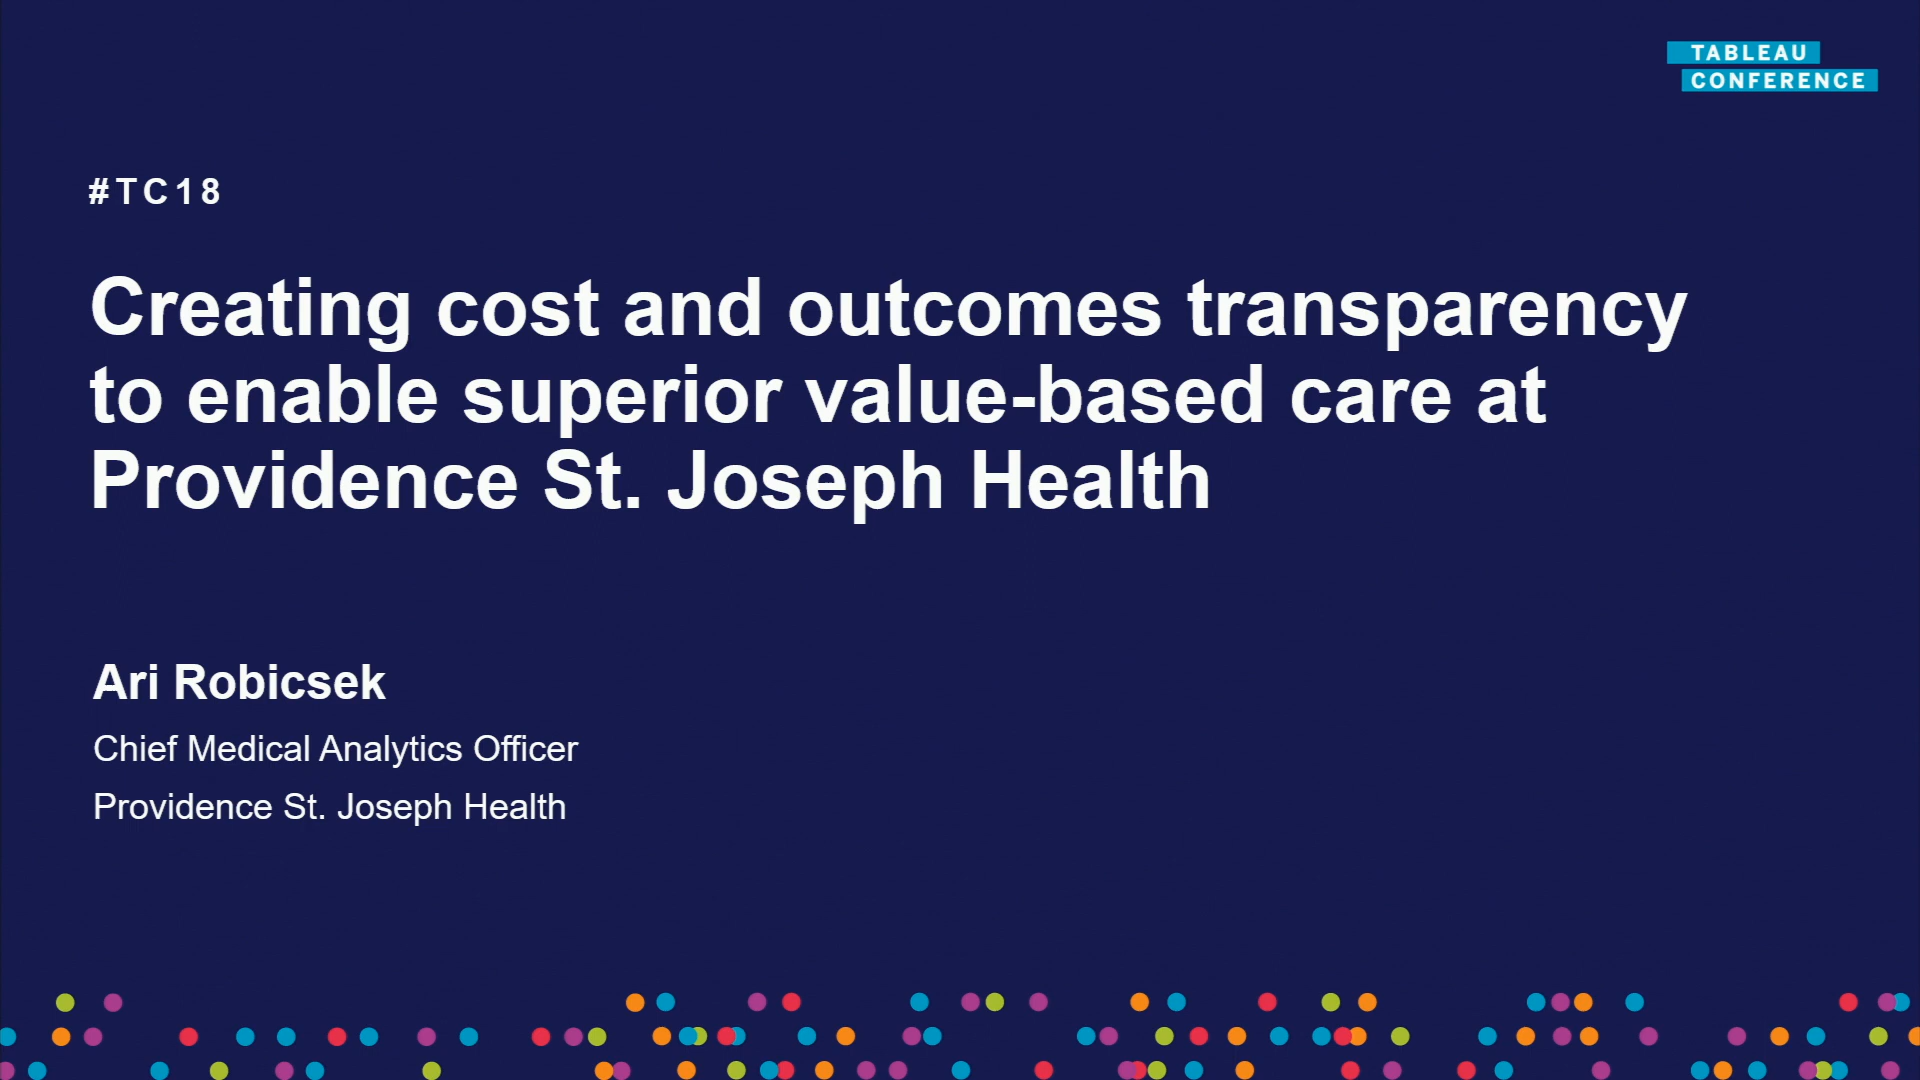 TABLEAU
CONFERENCE
#TC18
Creating cost and outcomes transparency
to enable superior value-based care at
Providence St. Joseph Health
Ari Robicsek
Chief Medical Analytics Officer
Providence St. Joseph Health